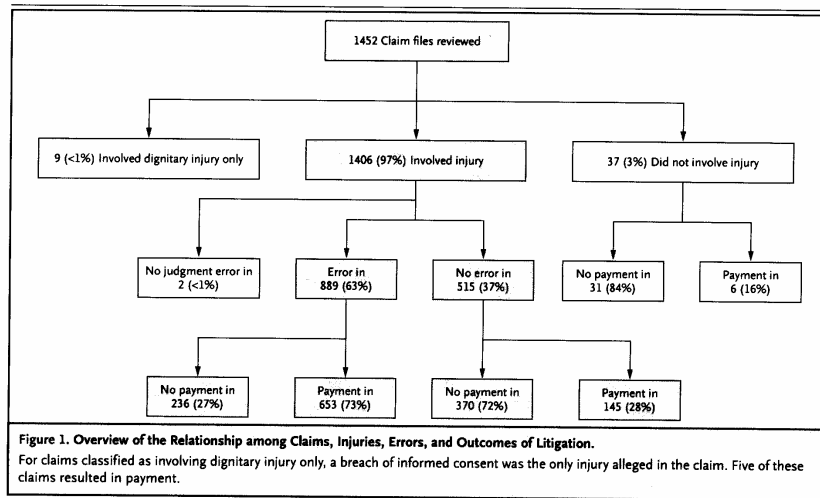 1452 Claim files reviewed
9 (<1%) Involved dignitary injury only
1406 (97%) Involved injury
37 (3%) Did not involve injury
No judgment error in
2 (<1%)
Error in
889 (63%)
No error in
515 (37%)
No payment in
31 (84%)
Payment in
6 (16%)
No payment in
236 (27%)
Payment in
653 (73%)
No payment in
370 (72%)
Payment in
145 (28%)
Figure 1. Overview of the Relationship among Claims, Injuries, Errors, and Outcomes of Litigation.
For claims classified as involving dignitary injury only, a breach of informed consent was the only injury alleged in the claim. Five of these
claims resulted in payment.